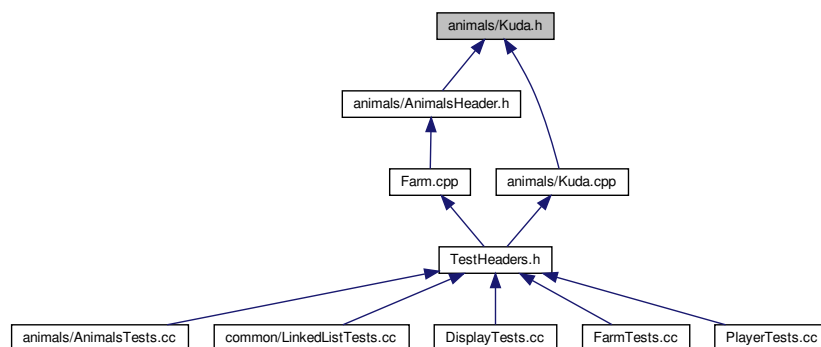 animals/Kuda.h
animals/AnimalsHeader.h
Farm.cpp
animals/Kuda.cpp
TestHeaders.h
animals/AnimalsTests.cc
common/LinkedListTests.cc
DisplayTests.cc
FarmTests.cc
PlayerTests.cc